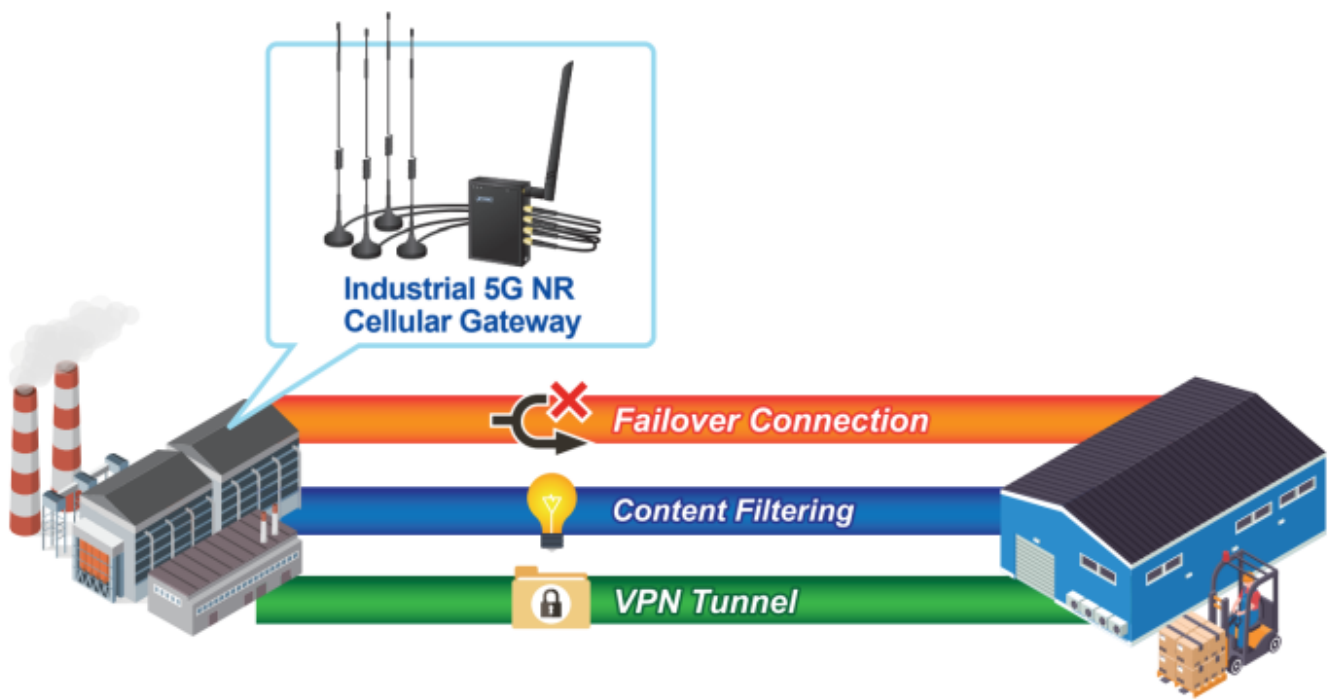 Industrial 5G NR
Cellular Gateway
Failover Connection
Content Filtering
VPN Tunnel